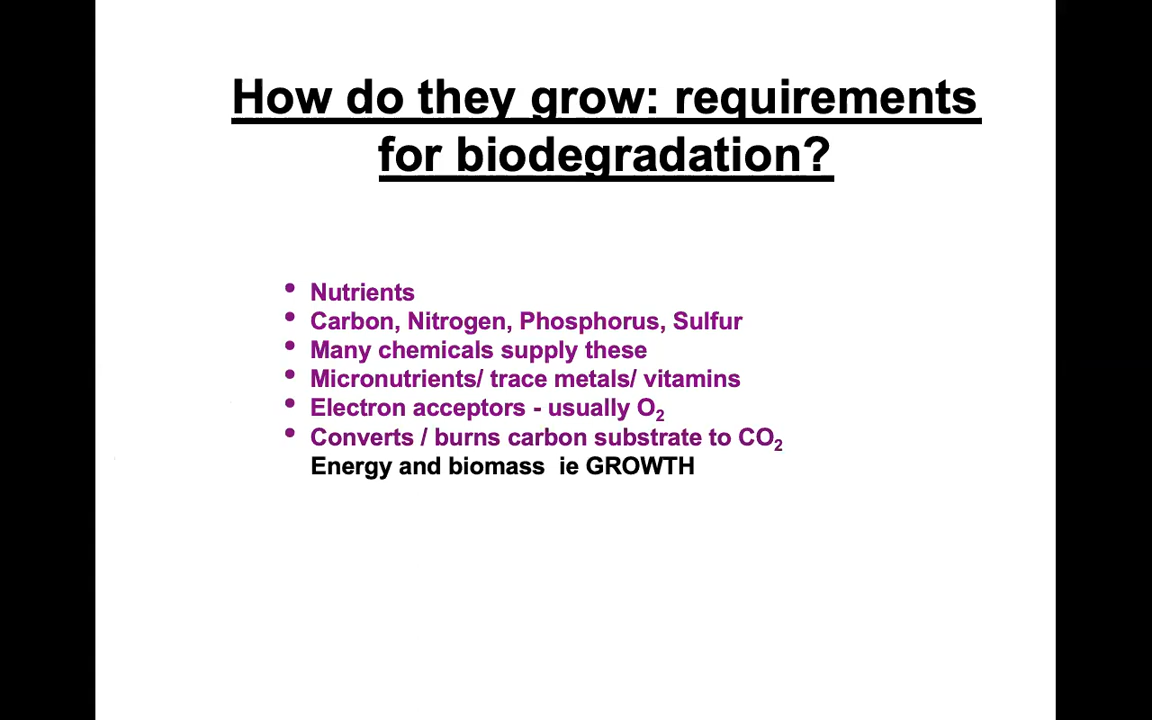 How do they grow: requirements
for biodegradation?
• Nutrients
• Carbon, Nitrogen, Phosphorus, Sulfur
• Many chemicals supply these
• Micronutrients/ trace metals/ vitamins
• Electron acceptors - usually O₂
• Converts / burns carbon substrate to CO₂
Energy and biomass ie GROWTH